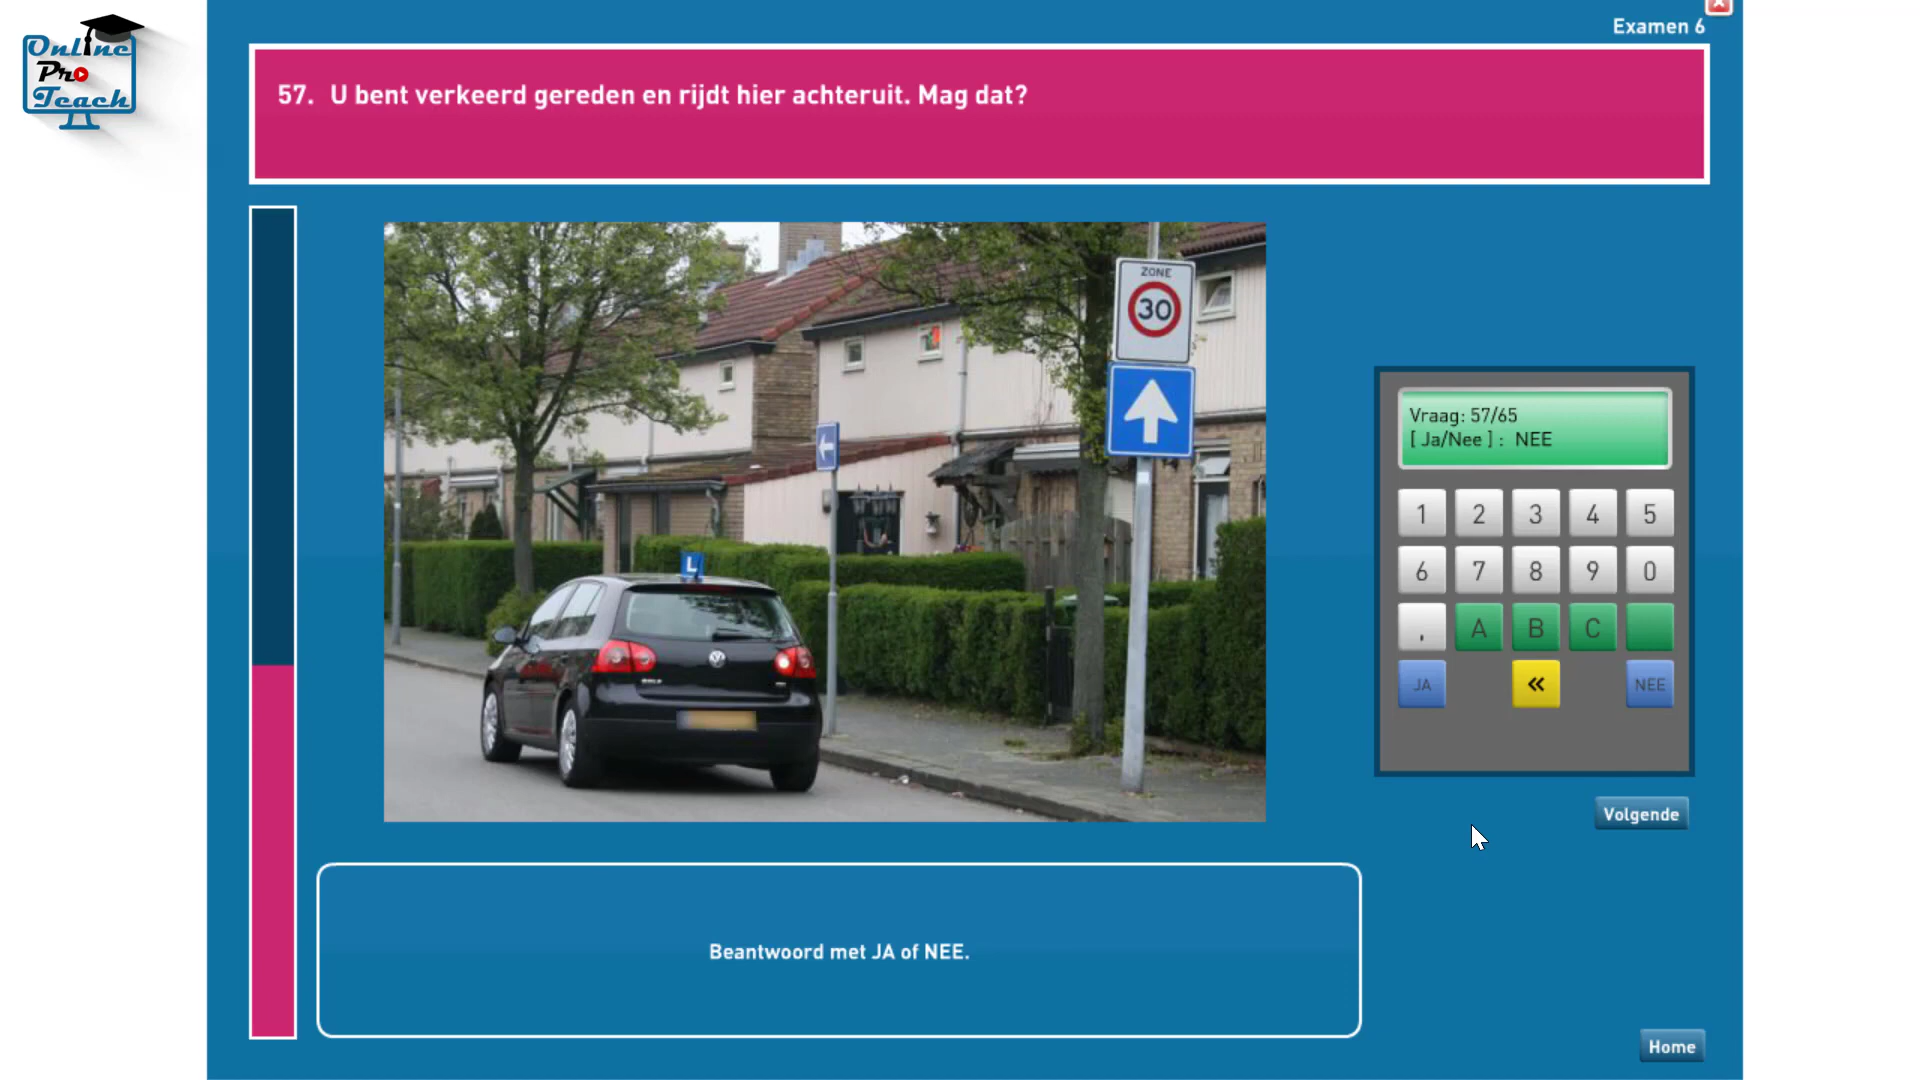 Online
Pro
Teach
Examen 6
57. U bent verkeerd gereden en rijdt hier achteruit. Mag dat?
ZONE
30
L
Vraag: 57/65
[ Ja/Nee ] : NEE
1 2 3 4 5
6 7 8 9 0
, A B C
JA « NEE
Volgende
Beantwoord met JA of NEE.
Home